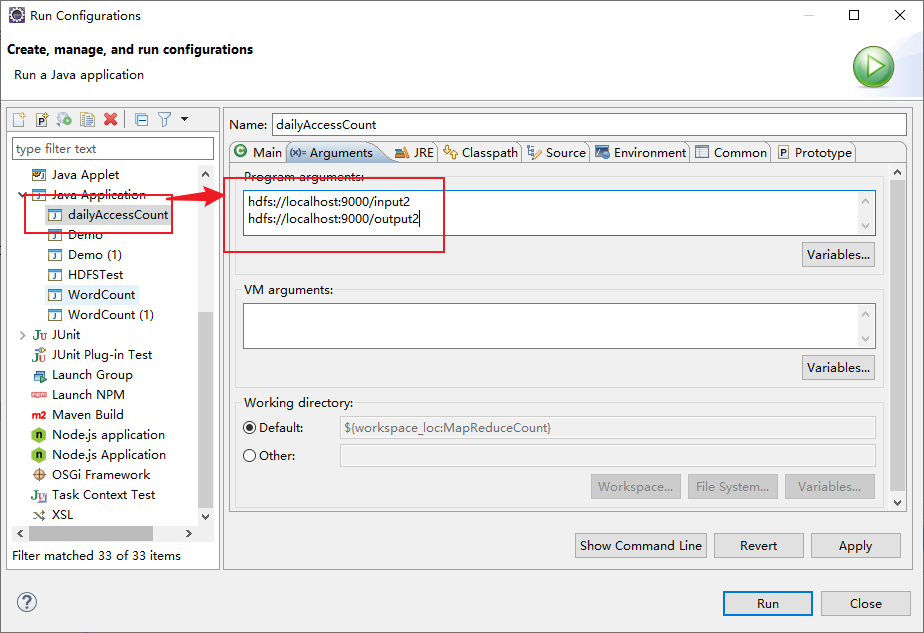 Run Configurations
Create, manage, and run configurations
Run a Java application
type filter text
Java Applet
Java Application
dailyAccessCount
Demo
Demo (1)
HDFSTest
WordCount
WordCount (1)
JUnit
JUnit Plug-in Test
Launch Group
Launch NPM
Maven Build
Node.js application
Node.js Application
OSGi Framework
Task Context Test
XSL
Filter matched 33 of 33 items
Name: dailyAccessCount
Main (x)= Arguments JRE Classpath Source Environment Common Prototype
Program arguments:
hdfs://localhost:9000/input2
hdfs://localhost:9000/output2
Variables...
VM arguments:
Variables...
Working directory:
Default: ${workspace_loc:MapReduceCount}
Other:
Workspace... File System... Variables...
Show Command Line Revert Apply
Run Close